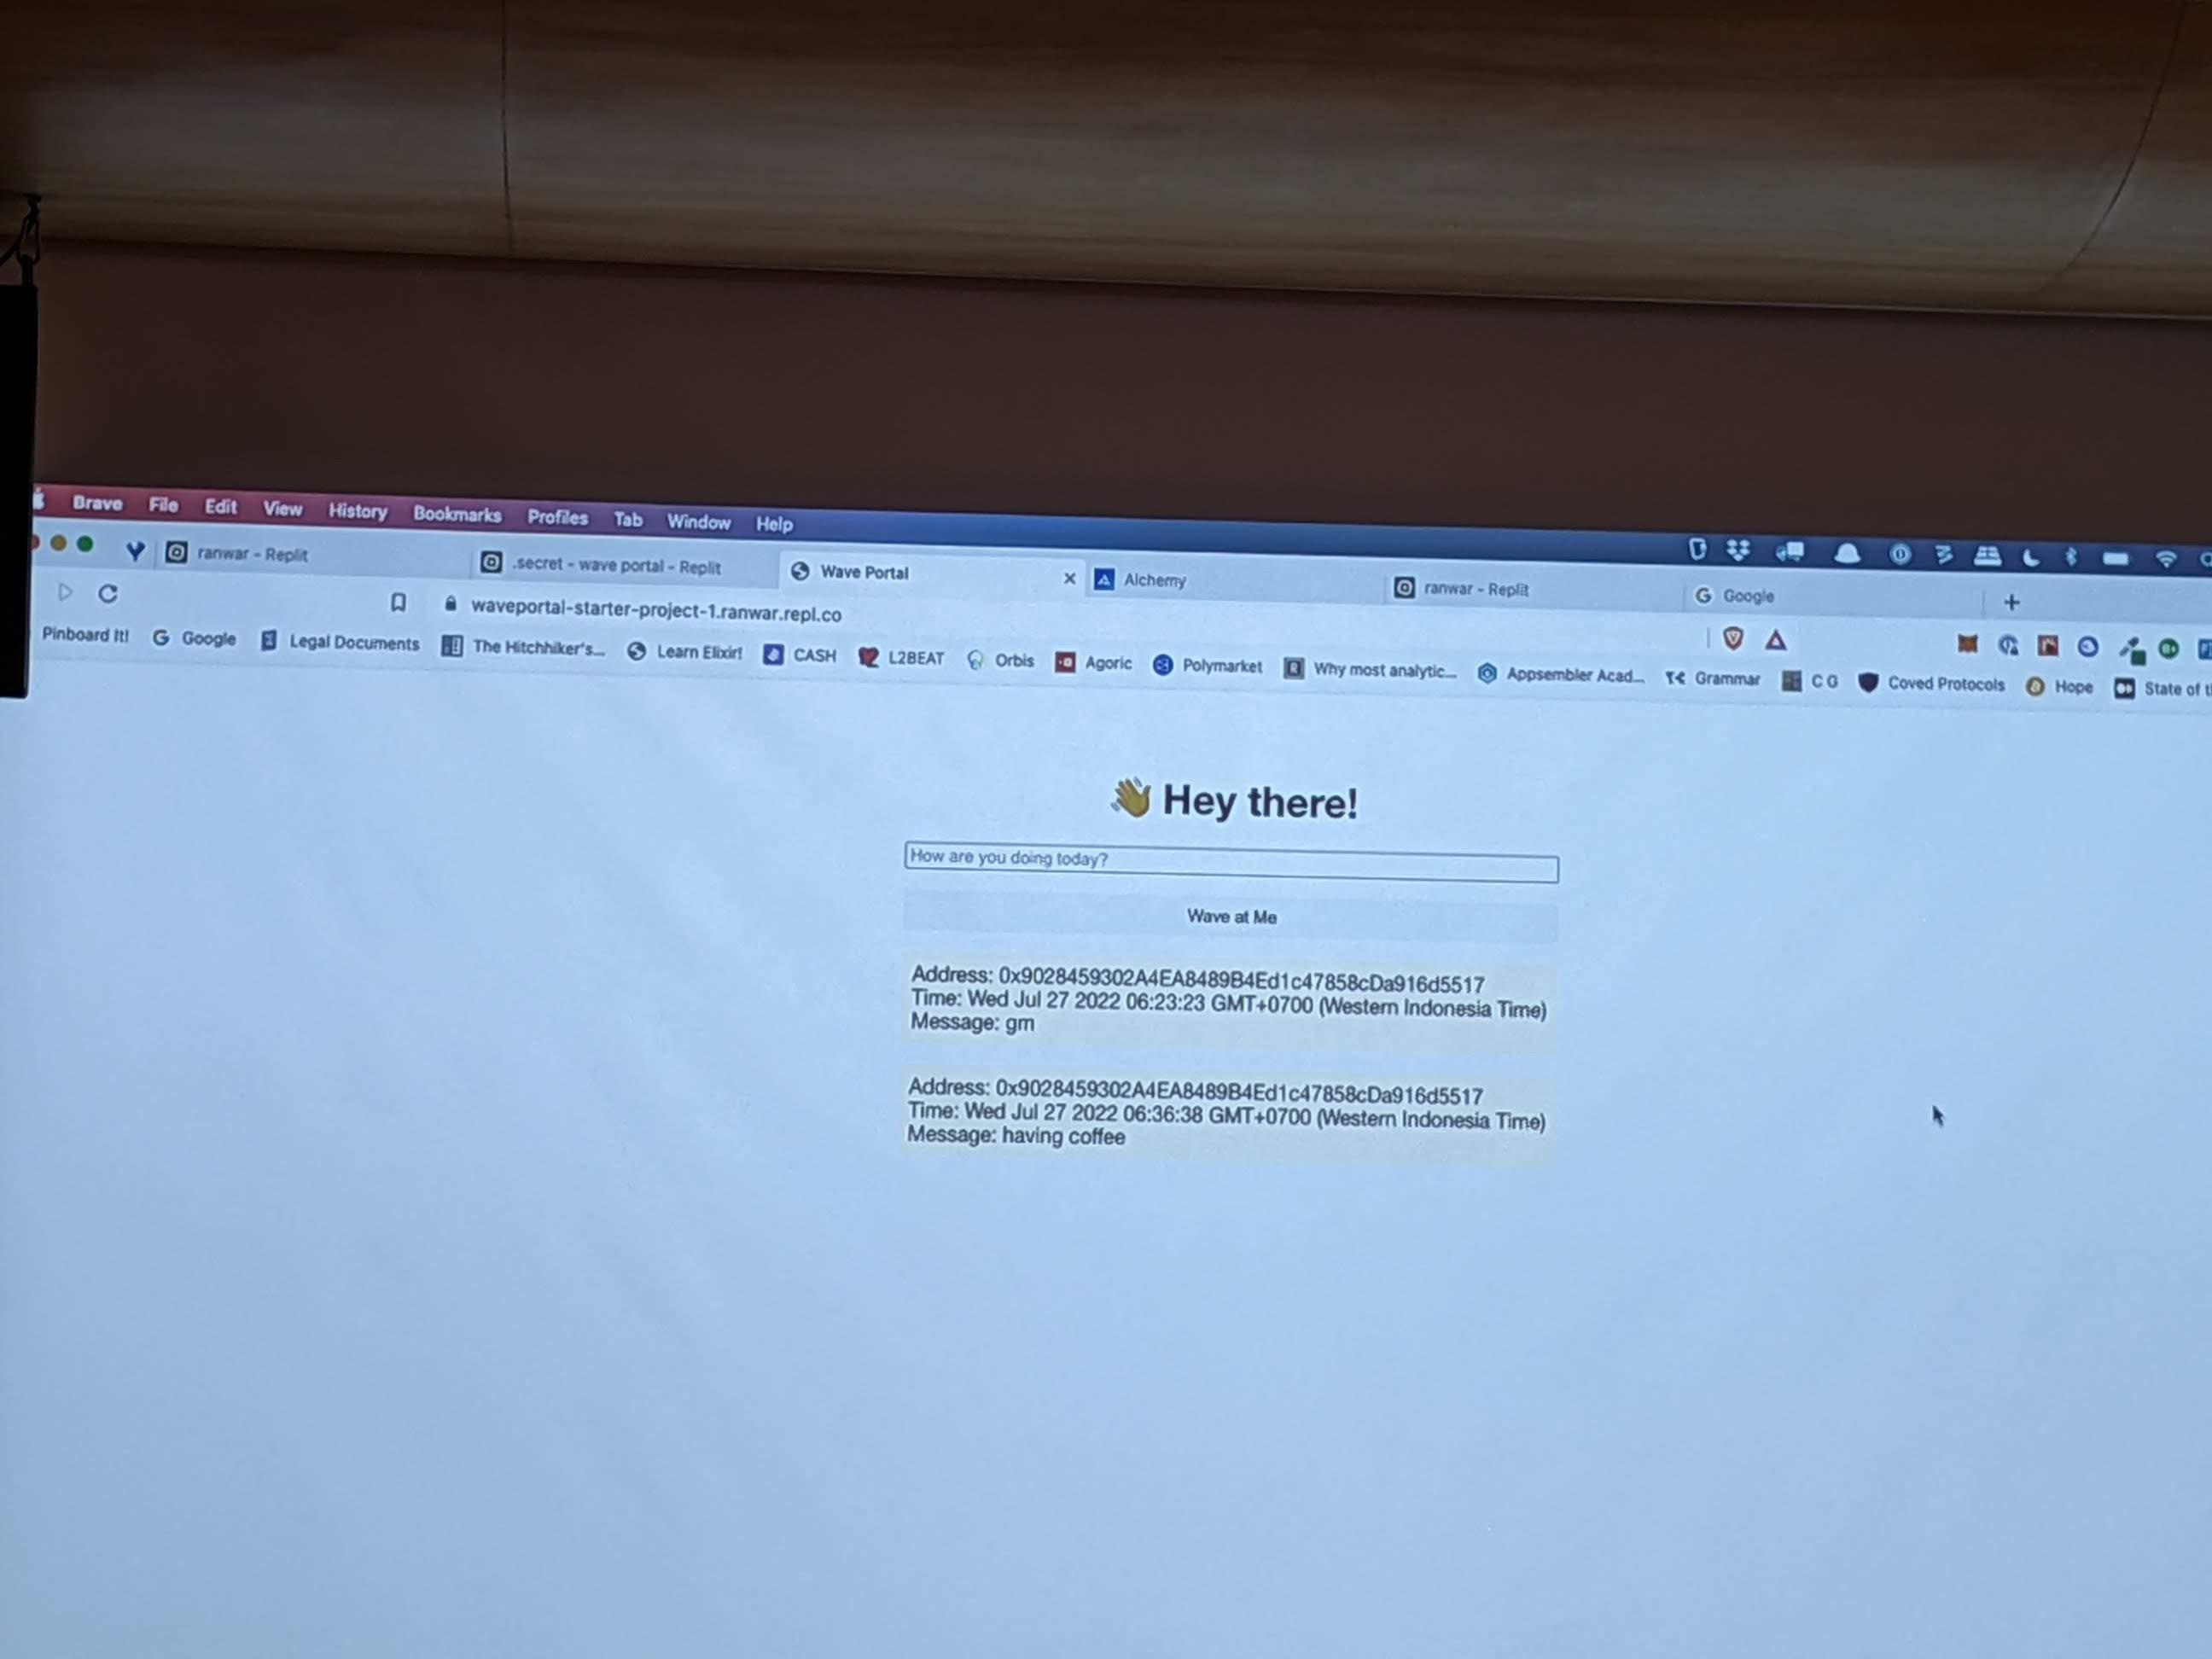 Brave File Edit View History Bookmarks Profiles Tab Window Help
ranwar - Replit .secret - wave portal - Replit Wave Portal Alchemy ranwar - Replit Google
waveportal-starter-project-1.ranwar.repl.co
Pinboard It! Google Legal Documents The Hitchhiker's... Learn Elixir! CASH L2BEAT Orbis Agoric Polymarket Why most analytic... Appsembler Acad... Grammar C G Coved Protocols Hope State of t
👋 Hey there!
How are you doing today?
Wave at Me
Address: 0x9028459302A4EA8489B4Ed1c47858cDa916d5517
Time: Wed Jul 27 2022 06:23:23 GMT+0700 (Western Indonesia Time)
Message: gm
Address: 0x9028459302A4EA8489B4Ed1c47858cDa916d5517
Time: Wed Jul 27 2022 06:36:38 GMT+0700 (Western Indonesia Time)
Message: having coffee